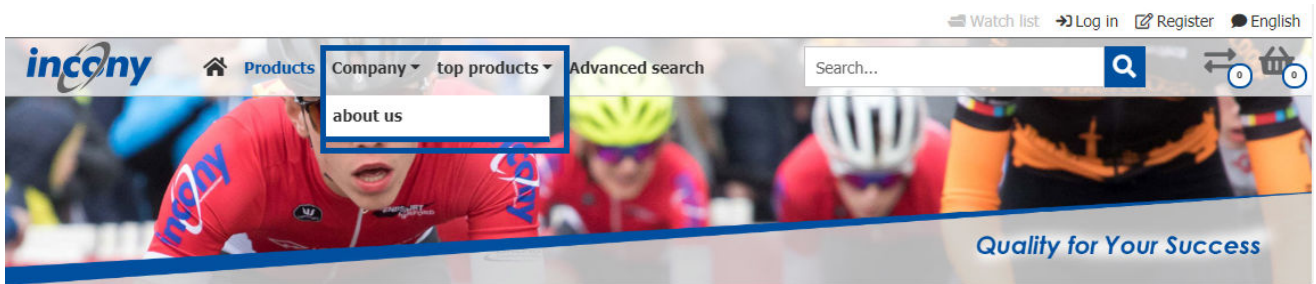 Watch list Log in Register English
incony Products Company top products Advanced search Search... 0 0
about us
incony
Quality for Your Success